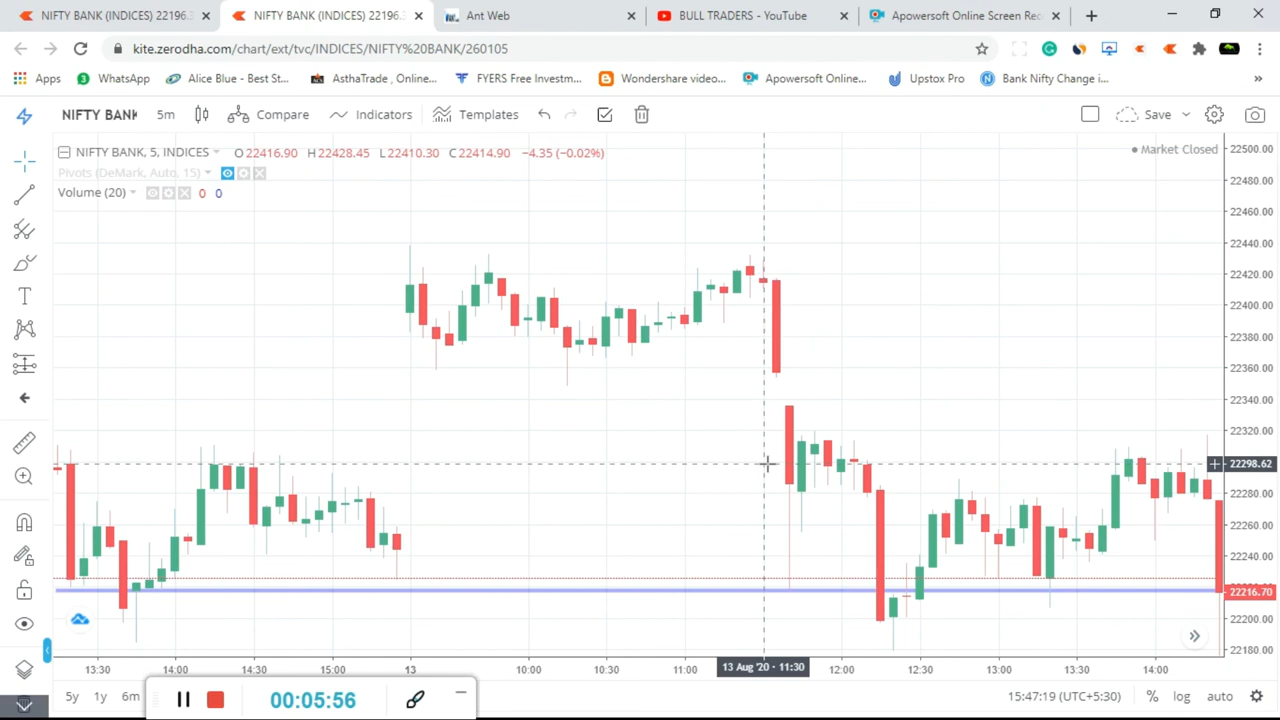 NIFTY BANK (INDICES) 22196.3
NIFTY BANK (INDICES) 22196.3
Ant Web
BULL TRADERS - YouTube
Apowersoft Online Screen Rec
kite.zerodha.com/chart/ext/tvc/INDICES/NIFTY%20BANK/260105
Apps
WhatsApp
Alice Blue - Best St...
AsthaTrade , Online...
FYERS Free Investm...
Wondershare video...
Apowersoft Online...
Upstox Pro
Bank Nifty Change i...
»
NIFTY BANK
5m
Compare
Indicators
Templates
Save
NIFTY BANK, 5, INDICES
O22416.90 H22428.45 L22410.30 C22414.90 −4.35 (−0.02%)
Market Closed
Pivots (DeMark, Auto, 15)
Volume (20)
0 0
22500.00
22480.00
22460.00
22440.00
22420.00
22400.00
22380.00
22360.00
22340.00
22320.00
22298.62
22280.00
22260.00
22240.00
22216.70
22200.00
22180.00
13:30 14:00 14:30 15:00 13 10:00 10:30 11:00 13 Aug '20 - 11:30 12:00 12:30 13:00 13:30 14:00
5y 1y 6m
00:05:56
15:47:19 (UTC+5:30)
% log auto